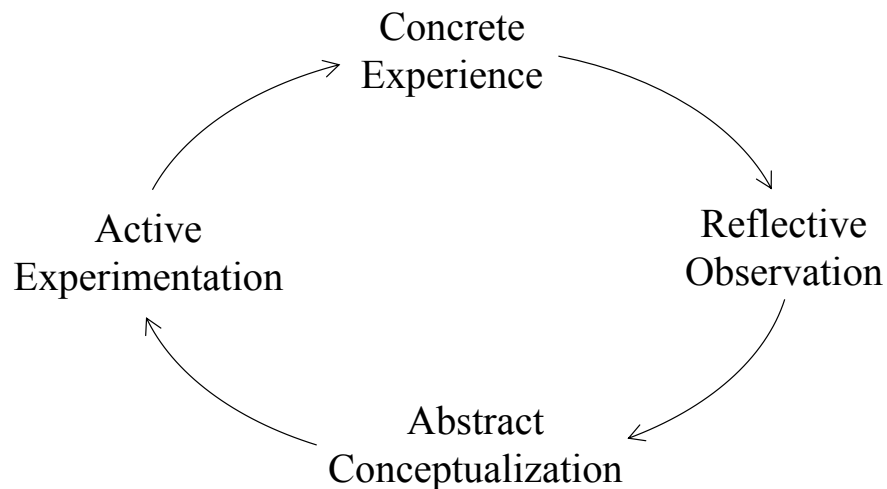 Concrete
Experience
Reflective
Observation
Abstract
Conceptualization
Active
Experimentation